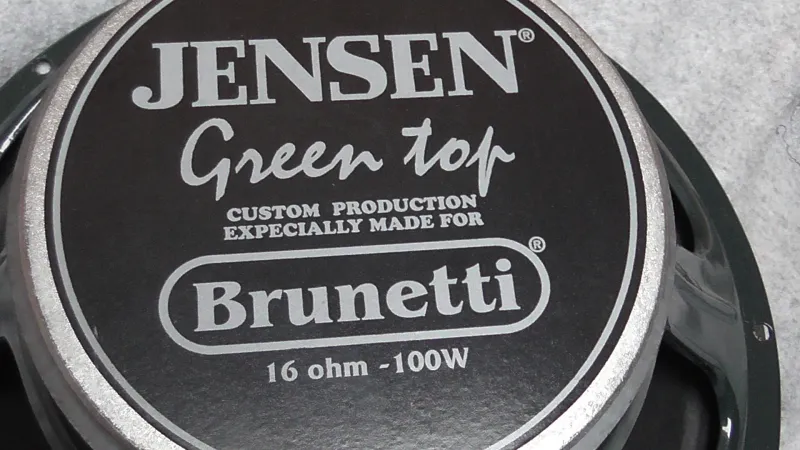 JENSEN®
Green top
CUSTOM PRODUCTION
EXPECIALLY MADE FOR
Brunetti®
16 ohm -100W